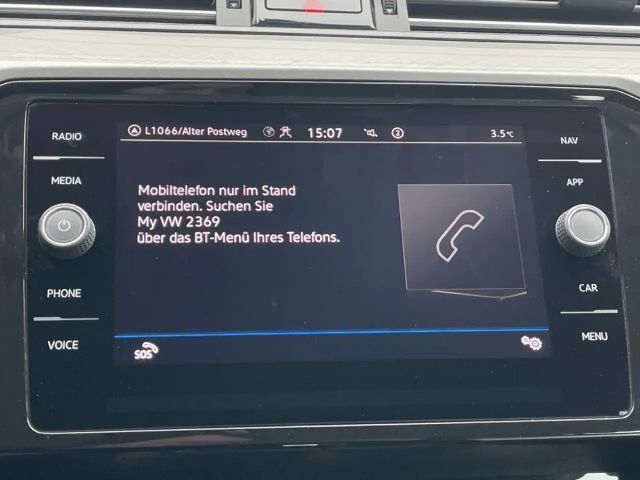 RADIO
MEDIA
PHONE
VOICE
L1066/Alter Postweg 15:07 2 3.5°C
Mobiltelefon nur im Stand
verbinden. Suchen Sie
My VW 2369
über das BT-Menü Ihres Telefons.
SOS
NAV
APP
CAR
MENU